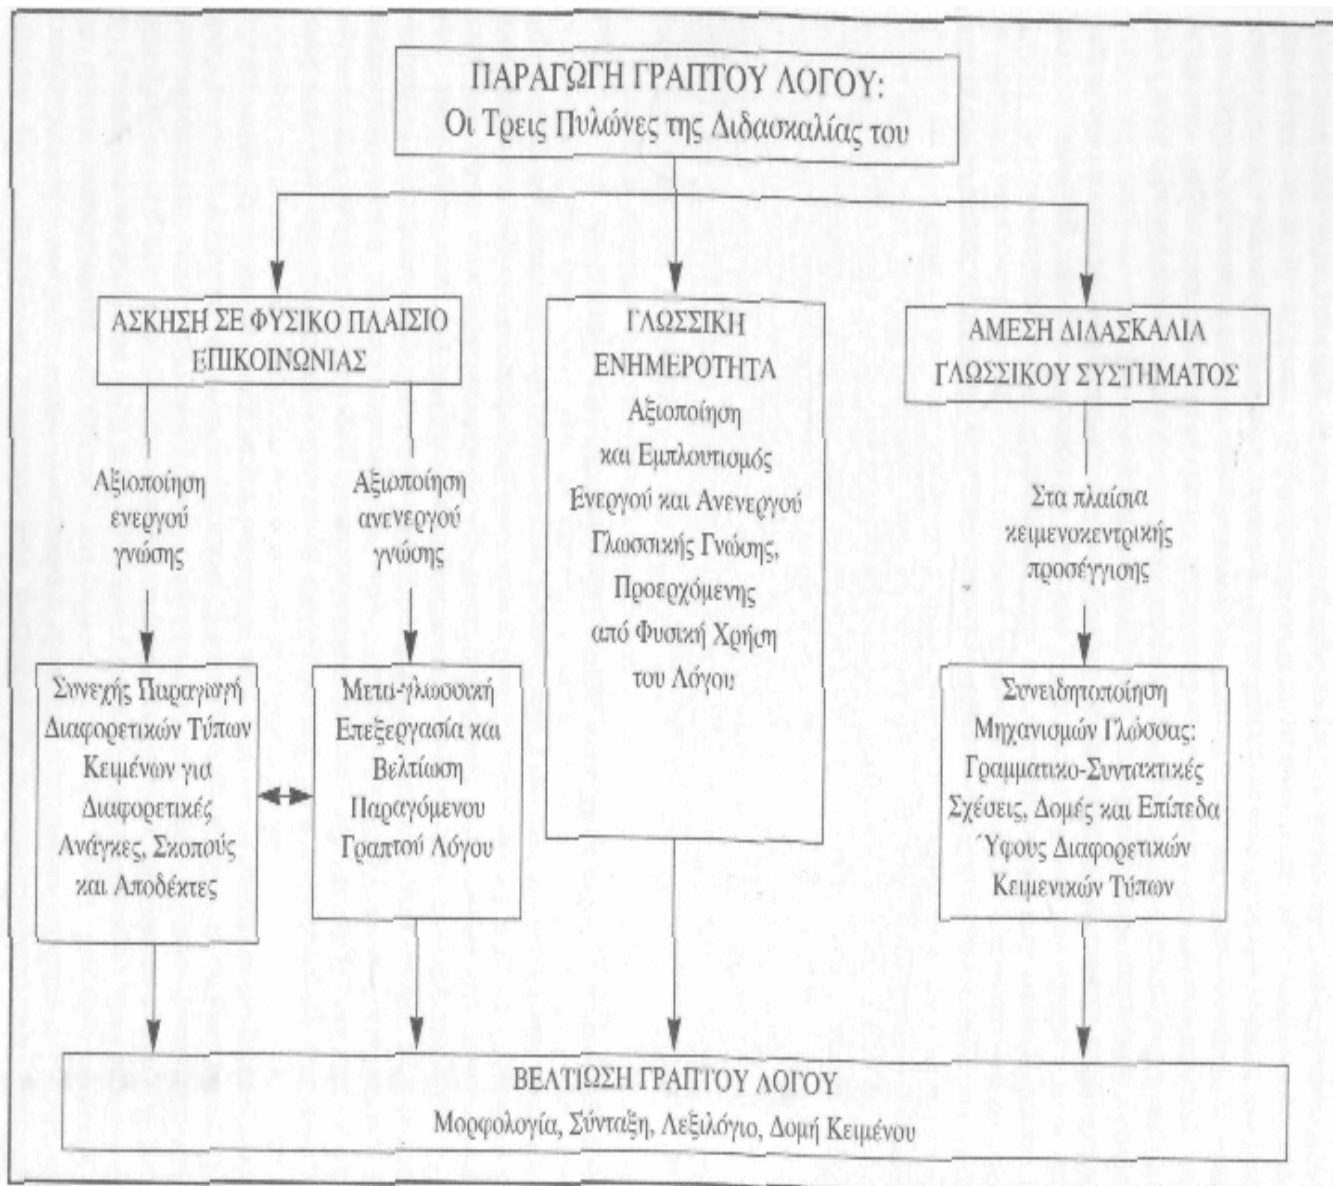 ΠΑΡΑΓΩΓΗ ΓΡΑΠΤΟΥ ΛΟΓΟΥ:
Οι Τρεις Πυλώνες της Διδασκαλίας του
ΑΣΚΗΣΗ ΣΕ ΦΥΣΙΚΟ ΠΛΑΙΣΙΟ
ΕΠΙΚΟΙΝΩΝΙΑΣ
Αξιοποίηση
ενεργού
γνώσης
Αξιοποίηση
ανενεργού
γνώσης
Συνεχής Παραγωγή
Διαφορετικών Τύπων
Κειμένων για
Διαφορετικές
Ανάγκες, Σκοπούς
και Αποδέκτες
Μετα-γλωσσική
Επεξεργασία και
Βελτίωση
Παραγόμενου
Γραπτού Λόγου
ΓΛΩΣΣΙΚΗ
ΕΝΗΜΕΡΟΤΗΤΑ
Αξιοποίηση
και Εμπλουτισμός
Ενεργού και Ανενεργού
Γλωσσικής Γνώσης,
Προερχόμενης
από Φυσική Χρήση
του Λόγου
ΑΜΕΣΗ ΔΙΔΑΣΚΑΛΙΑ
ΓΛΩΣΣΙΚΟΥ ΣΥΣΤΗΜΑΤΟΣ
Στα πλαίσια
κειμενοκεντρικής
προσέγγισης
Συνειδητοποίηση
Μηχανισμών Γλώσσας:
Γραμματικο-Συντακτικές
Σχέσεις, Δομές και Επίπεδα
Ύφους Διαφορετικών
Κειμενικών Τύπων
ΒΕΛΤΙΩΣΗ ΓΡΑΠΤΟΥ ΛΟΓΟΥ
Μορφολογία, Σύνταξη, Λεξιλόγιο, Δομή Κειμένου